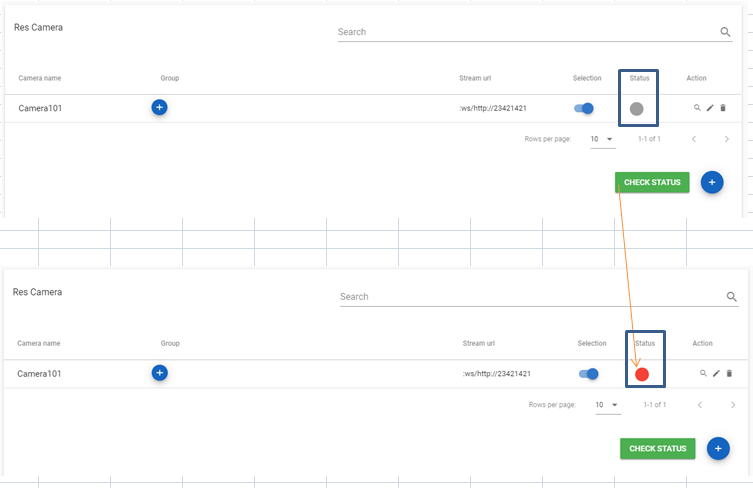 Res Camera
Search
Camera name Group Stream url Selection Status Action
Camera101 :ws/http://23421421
Rows per page: 10 1-1 of 1
CHECK STATUS
Res Camera
Search
Camera name Group Stream url Selection Status Action
Camera101 :ws/http://23421421
Rows per page: 10 1-1 of 1
CHECK STATUS